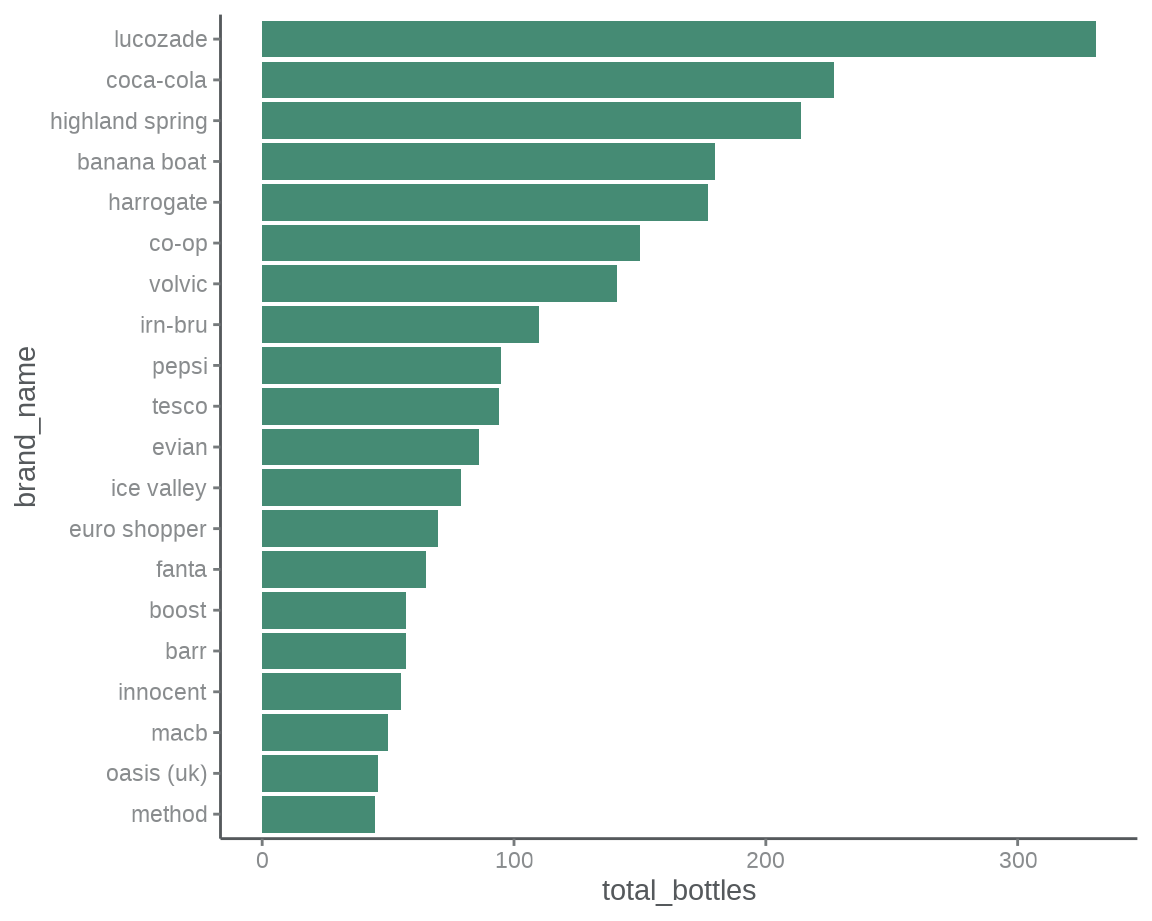 lucozade
coca-cola
highland spring
banana boat
harrogate
co-op
volvic
irn-bru
pepsi
tesco
evian
ice valley
euro shopper
fanta
boost
barr
innocent
macb
oasis (uk)
method
brand_name
0 100 200 300
total_bottles